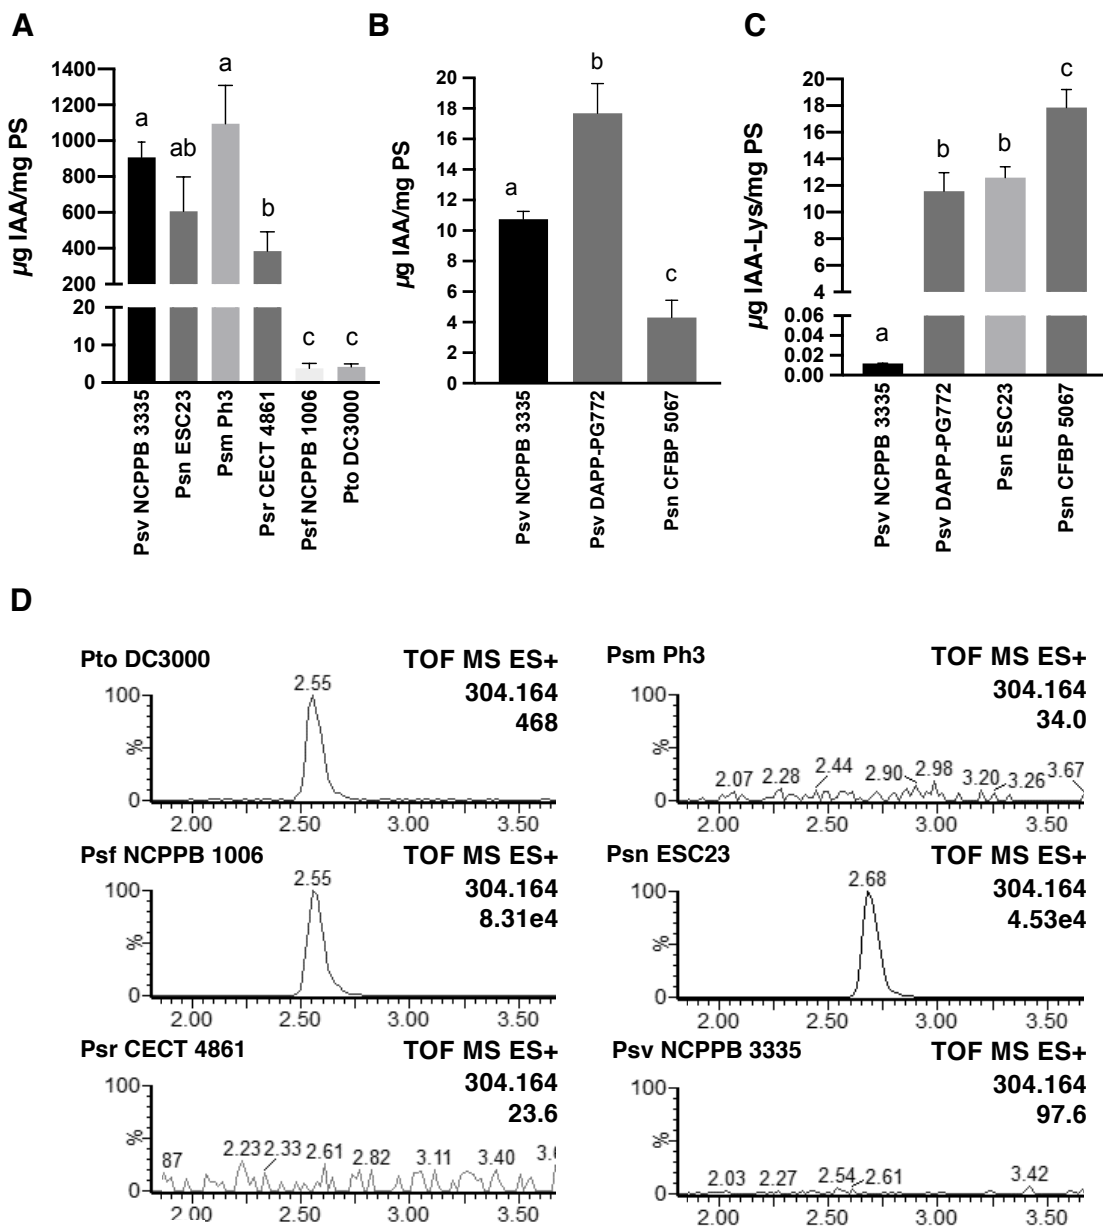 A
µg IAA/mg PS
1400
1200
1000
800
600
400
200
20
10
0
a
ab
a
b
c
c
Psv NCPPB 3335
Psn ESC23
Psm Ph3
Psr CECT 4861
Psf NCPPB 1006
Pto DC3000
B
µg IAA/mg PS
20
18
16
14
12
10
8
6
4
2
0
a
b
c
Psv NCPPB 3335
Psv DAPP-PG772
Psn CFBP 5067
C
µg IAA-Lys/mg PS
20
18
16
14
12
10
8
6
4
0.06
0.04
0.02
0.00
a
b
b
c
Psv NCPPB 3335
Psv DAPP-PG772
Psn ESC23
Psn CFBP 5067
D
Pto DC3000
TOF MS ES+
304.164
468
2.55
100
%
0
2.00 2.50 3.00 3.50
Psm Ph3
TOF MS ES+
304.164
34.0
100
%
0
2.07 2.28 2.44 2.90 2.98 3.20 3.26 3.67
2.00 2.50 3.00 3.50
Psf NCPPB 1006
TOF MS ES+
304.164
8.31e4
2.55
100
%
0
2.00 2.50 3.00 3.50
Psn ESC23
TOF MS ES+
304.164
4.53e4
2.68
100
%
0
2.00 2.50 3.00 3.50
Psr CECT 4861
TOF MS ES+
304.164
23.6
100
%
0
87 2.23 2.33 2.61 2.82 3.11 3.40
2.00 2.50 3.00 3.50
Psv NCPPB 3335
TOF MS ES+
304.164
97.6
100
%
0
2.03 2.27 2.54 2.61 3.42
2.00 2.50 3.00 3.50